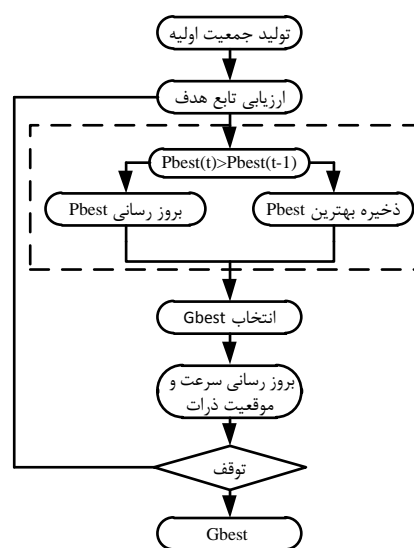 تولید جمعیت اولیه
ارزیابی تابع هدف
Pbest(t)>Pbest(t-1)
بروز رسانی Pbest
ذخیره بهترین Pbest
انتخاب Gbest
بروز رسانی سرعت و
موقعیت ذرات
توقف
Gbest